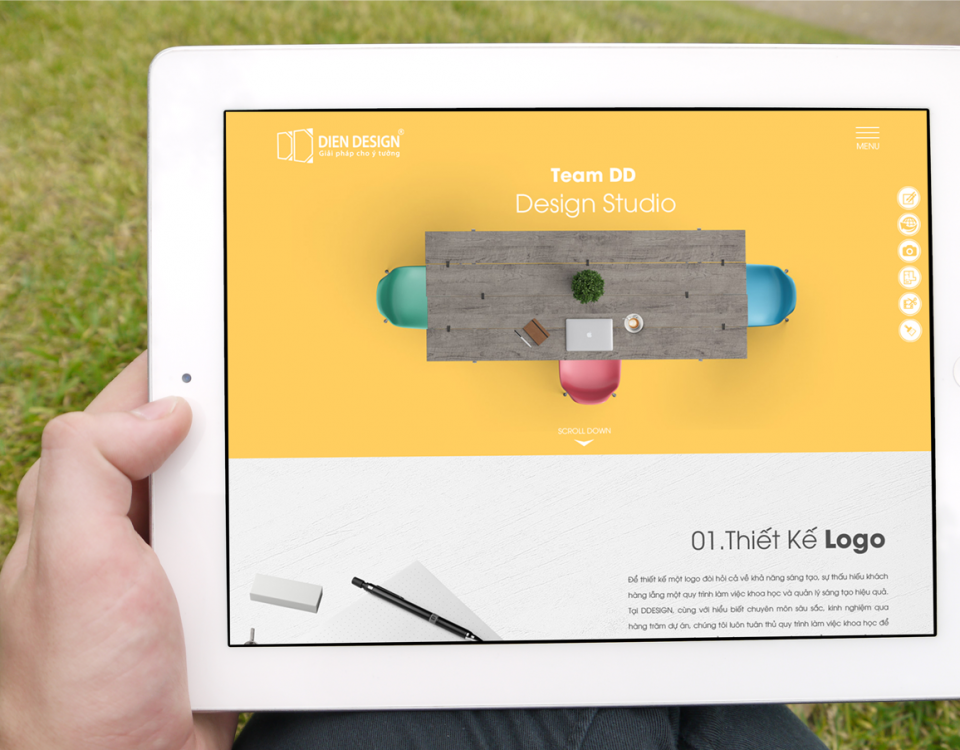 DIEN DESIGN®
Giải pháp cho ý tưởng
MENU
Team DD
Design Studio
SCROLL DOWN
01.Thiết Kế Logo
Để thiết kế một logo đòi hỏi cả về khả năng sáng tạo, sự thấu hiểu khách
hàng lẫng một quy trình làm việc khoa học và quản lý sáng tạo hiệu quả.
Tại DDESIGN, cùng với hiểu biết chuyên môn sâu sắc, kinh nghiệm qua
hàng trăm dự án, chúng tôi luôn tuân thủ quy trình làm việc khoa học để